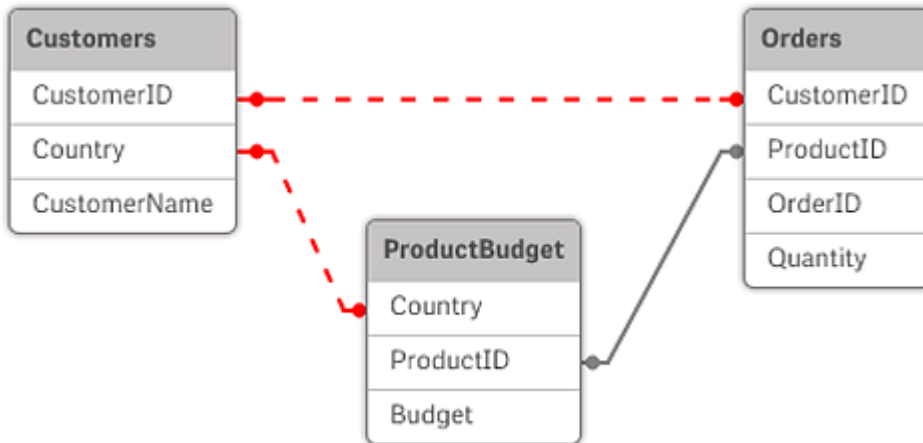 Customers
CustomerID
Country
CustomerName
Orders
CustomerID
ProductID
OrderID
Quantity
ProductBudget
Country
ProductID
Budget